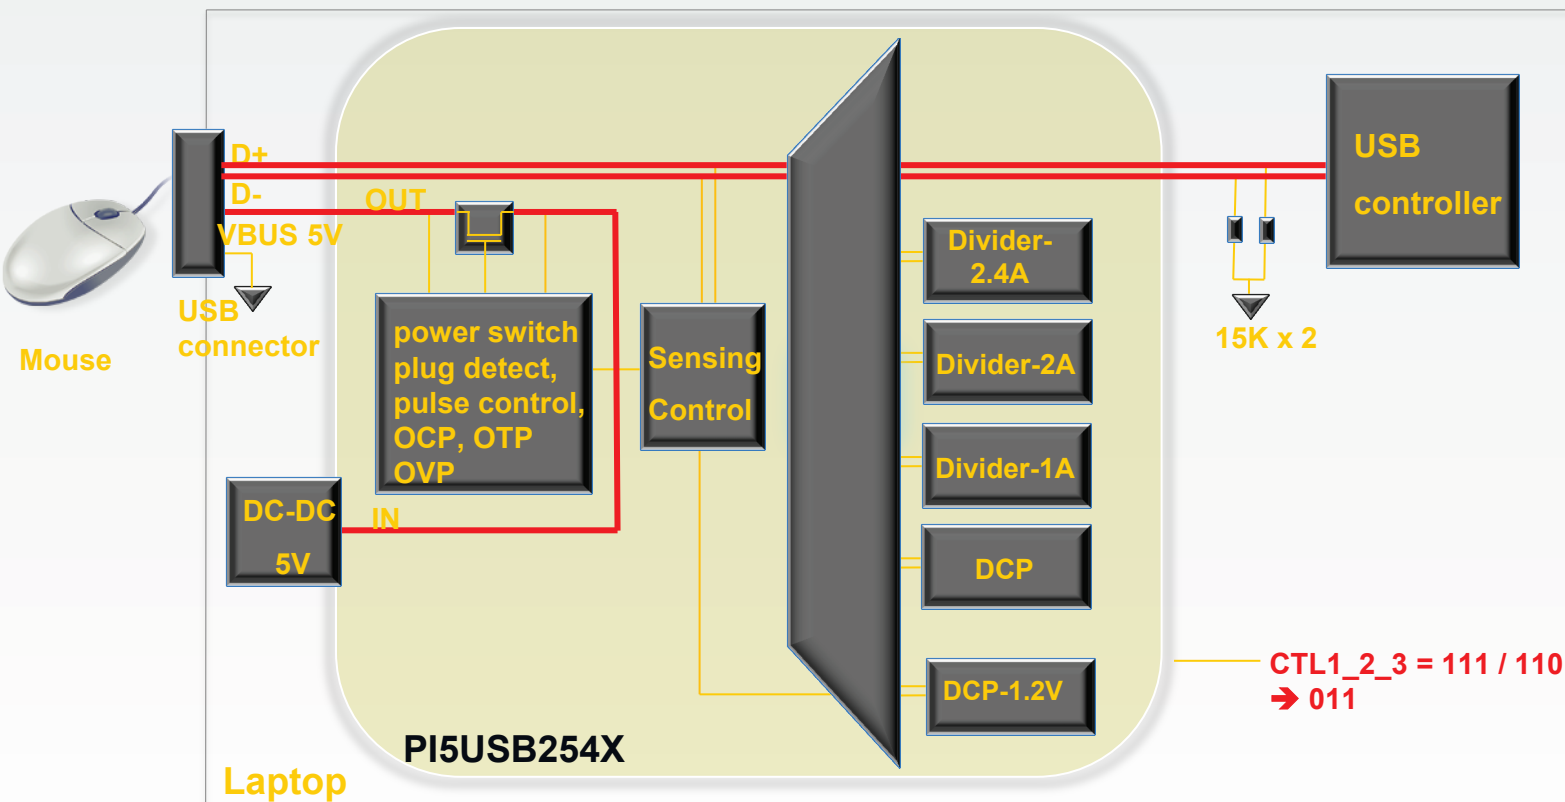 D+
D-
OUT
VBUS 5V
USB
connector
Mouse
power switch
plug detect,
pulse control,
OCP, OTP
OVP
Sensing
Control
DC-DC
5V
IN
Divider-
2.4A
Divider-2A
Divider-1A
DCP
DCP-1.2V
USB
controller
15K x 2
CTL1_2_3 = 111 / 110
➔ 011
PI5USB254X
Laptop